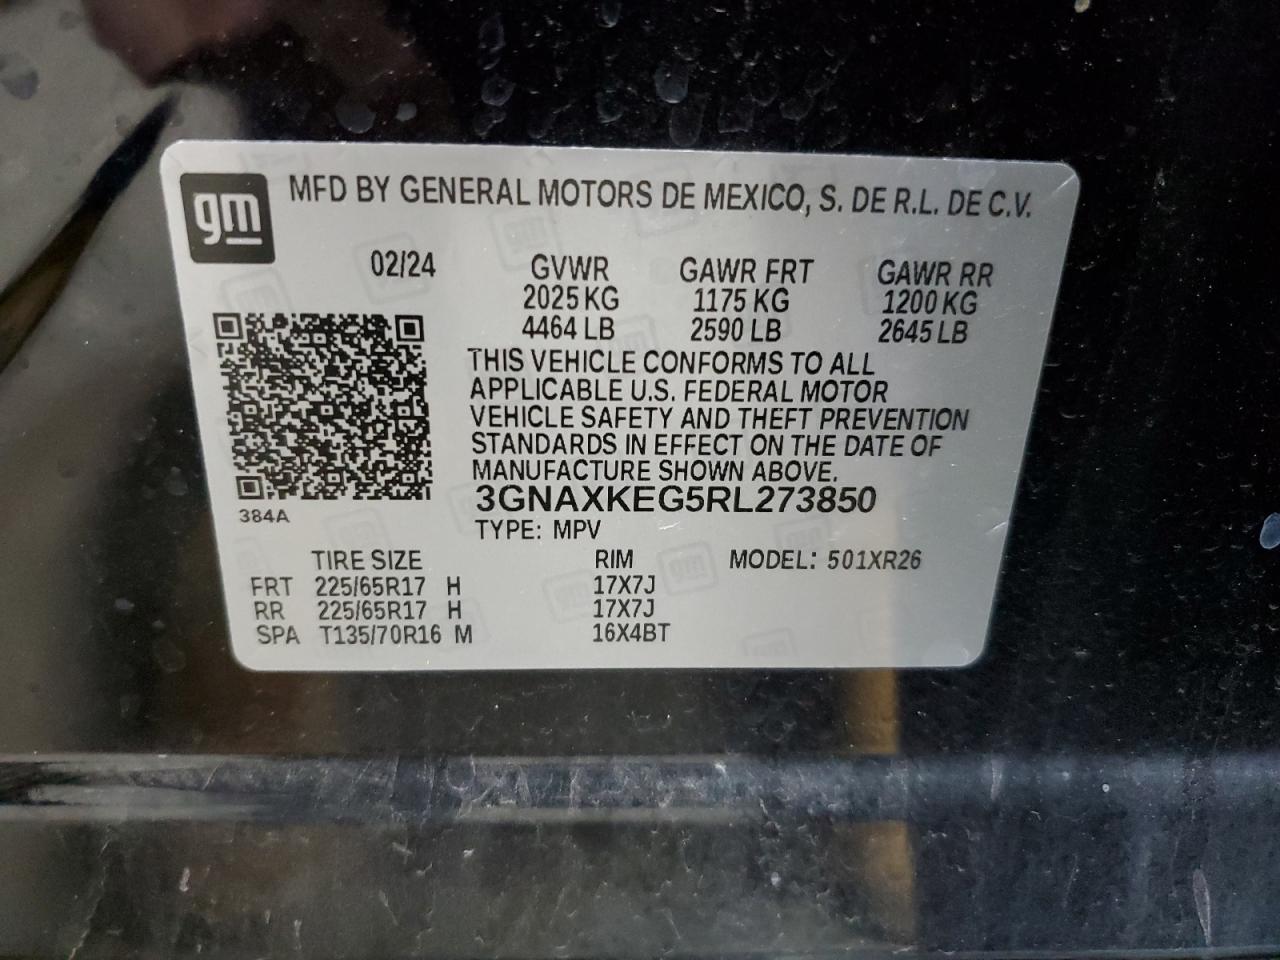 gm
MFD BY GENERAL MOTORS DE MEXICO, S. DE R.L. DE C.V.
02/24 GVWR GAWR FRT GAWR RR
2025 KG 1175 KG 1200 KG
4464 LB 2590 LB 2645 LB
THIS VEHICLE CONFORMS TO ALL
APPLICABLE U.S. FEDERAL MOTOR
VEHICLE SAFETY AND THEFT PREVENTION
STANDARDS IN EFFECT ON THE DATE OF
MANUFACTURE SHOWN ABOVE.
3GNAXKEG5RL273850
384A
TYPE: MPV
TIRE SIZE RIM MODEL: 501XR26
FRT 225/65R17 H 17X7J
RR 225/65R17 H 17X7J
SPA T135/70R16 M 16X4BT